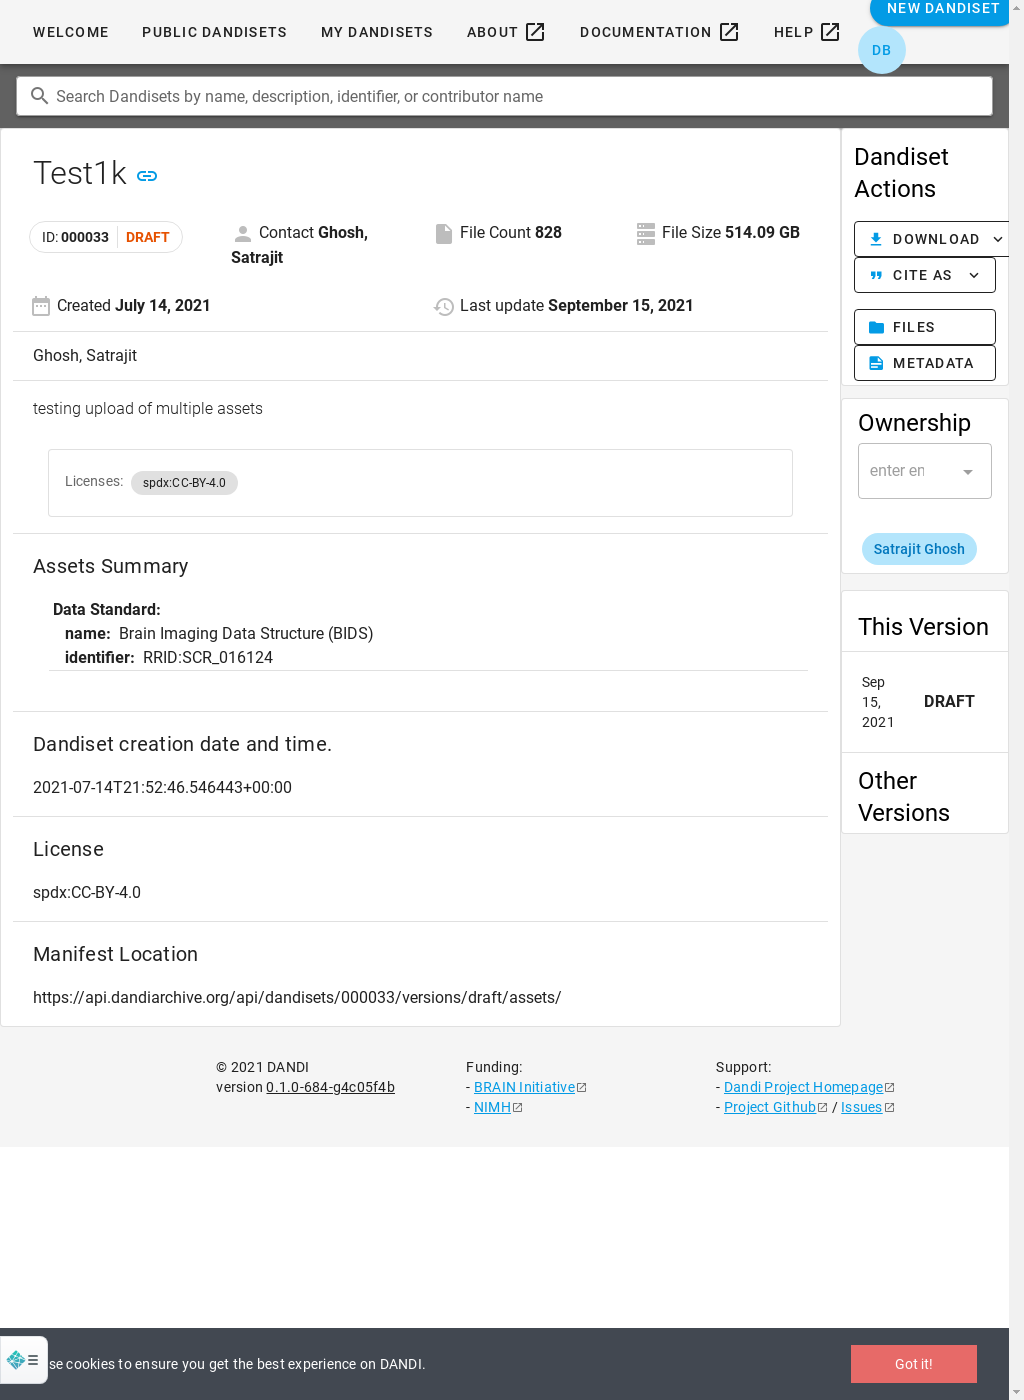 WELCOME
PUBLIC DANDISETS
MY DANDISETS
ABOUT
DOCUMENTATION
HELP
NEW DANDISET
DB
Search Dandisets by name, description, identifier, or contributor name
Test1k
ID: 000033 DRAFT
Contact Ghosh,
Satrajit
File Count 828
File Size 514.09 GB
Created July 14, 2021
Last update September 15, 2021
Ghosh, Satrajit
testing upload of multiple assets
Licenses: spdx:CC-BY-4.0
Assets Summary
Data Standard:
name: Brain Imaging Data Structure (BIDS)
identifier: RRID:SCR_016124
Dandiset creation date and time.
2021-07-14T21:52:46.546443+00:00
License
spdx:CC-BY-4.0
Manifest Location
https://api.dandiarchive.org/api/dandisets/000033/versions/draft/assets/
Dandiset
Actions
DOWNLOAD
CITE AS
FILES
METADATA
Ownership
enter en
Satrajit Ghosh
This Version
Sep
15,
2021
DRAFT
Other
Versions
© 2021 DANDI
version 0.1.0-684-g4c05f4b
Funding:
- BRAIN Initiative
- NIMH
Support:
- Dandi Project Homepage
- Project Github / Issues
se cookies to ensure you get the best experience on DANDI.
Got it!